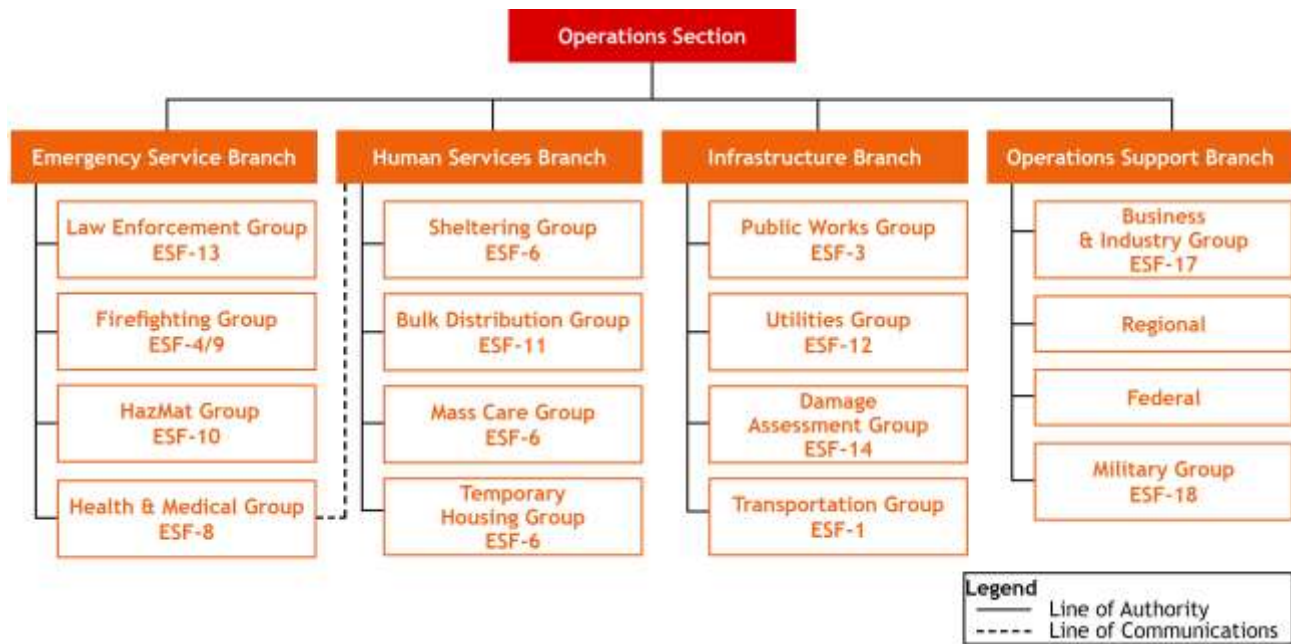 Operations Section
Emergency Service Branch
Law Enforcement Group
ESF-13
Firefighting Group
ESF-4/9
HazMat Group
ESF-10
Health & Medical Group
ESF-8
Human Services Branch
Sheltering Group
ESF-6
Bulk Distribution Group
ESF-11
Mass Care Group
ESF-6
Temporary
Housing Group
ESF-6
Infrastructure Branch
Public Works Group
ESF-3
Utilities Group
ESF-12
Damage
Assessment Group
ESF-14
Transportation Group
ESF-1
Operations Support Branch
Business
& Industry Group
ESF-17
Regional
Federal
Military Group
ESF-18
Legend
Line of Authority
Line of Communications